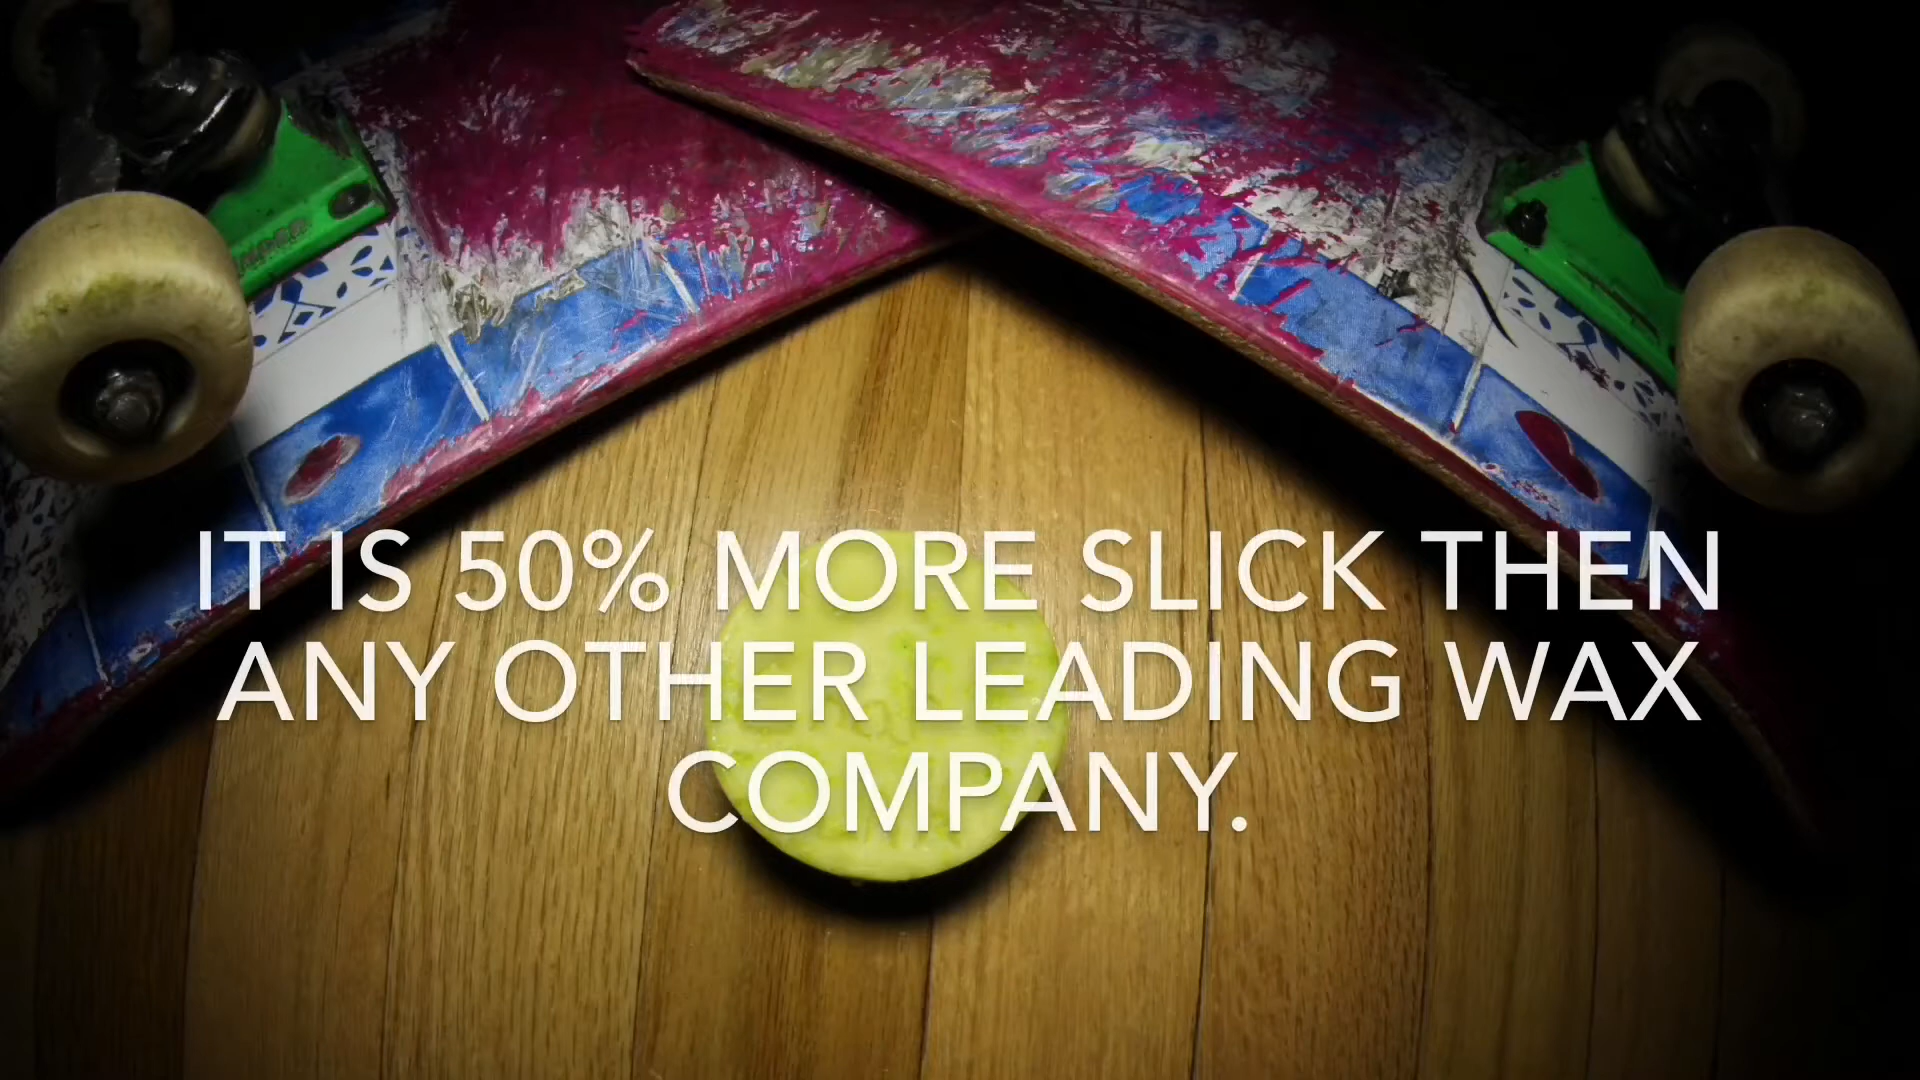 IT IS 50% MORE SLICK THEN
ANY OTHER LEADING WAX
COMPANY.